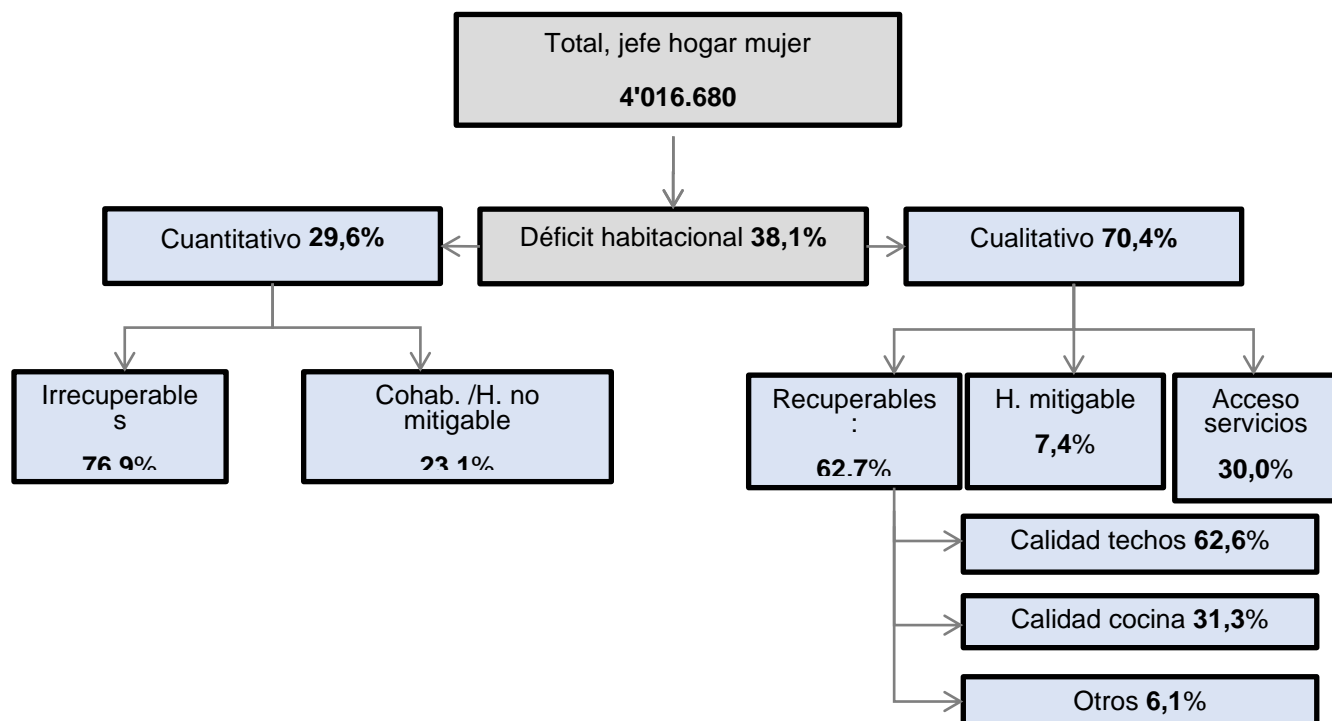 Total, jefe hogar mujer
4'016.680
Cuantitativo 29,6%
Déficit habitacional 38,1%
Cualitativo 70,4%
Irrecuperable
s
76,9%
Cohab. /H. no
mitigable
23,1%
Recuperables
:
62,7%
H. mitigable
7,4%
Acceso
servicios
30,0%
Calidad techos 62,6%
Calidad cocina 31,3%
Otros 6,1%